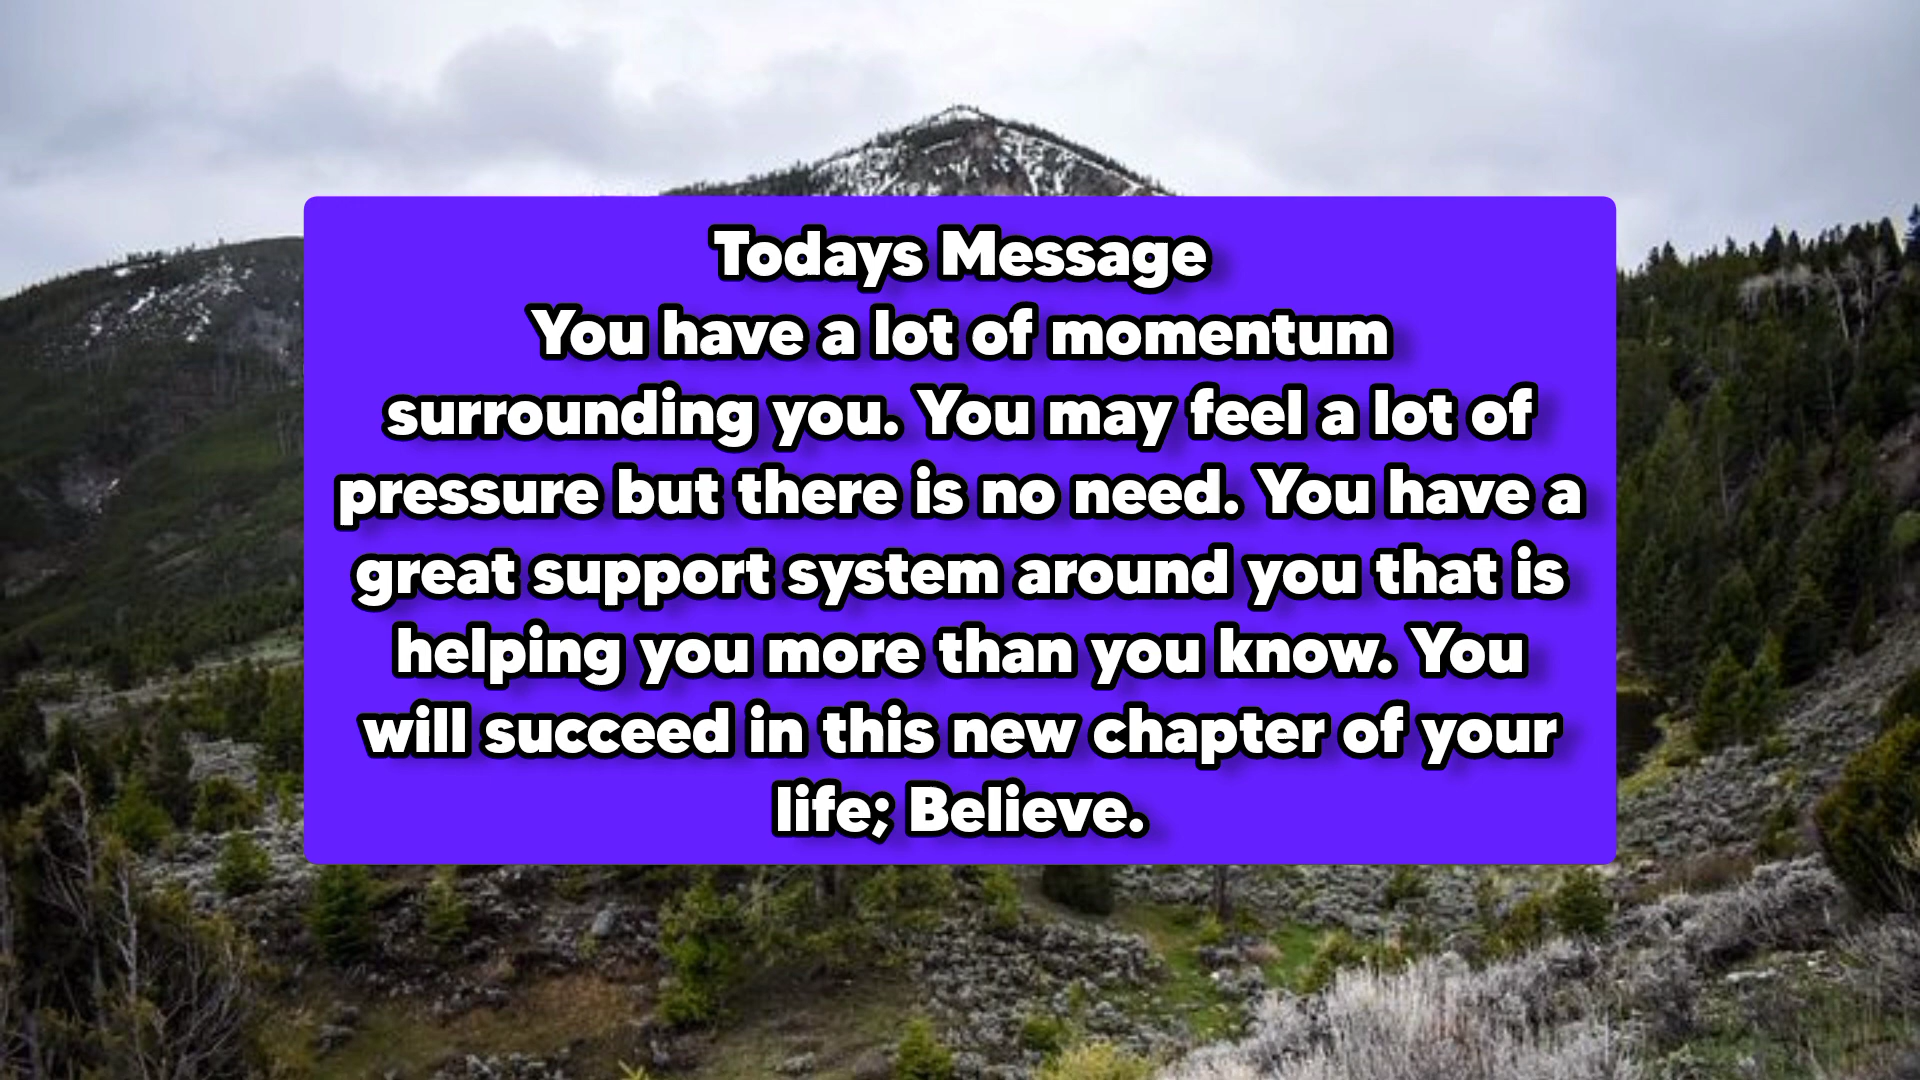 Todays Message
You have a lot of momentum
surrounding you. You may feel a lot of
pressure but there is no need. You have a
great support system around you that is
helping you more than you know. You
will succeed in this new chapter of your
life; Believe.